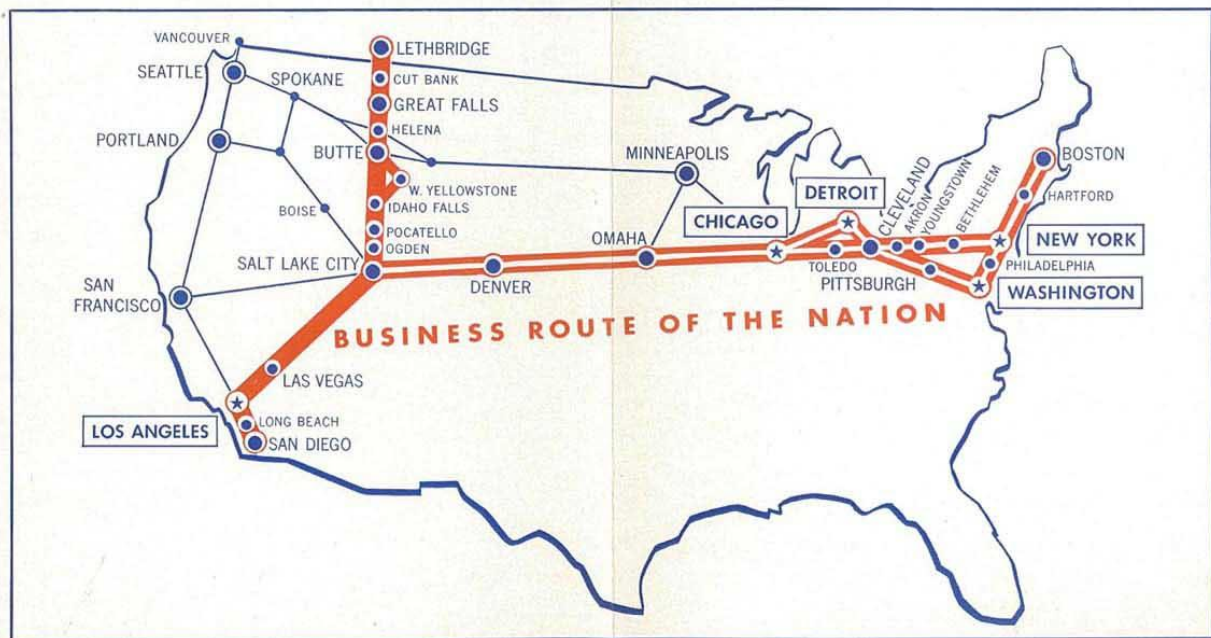 VANCOUVER
LETHBRIDGE
SEATTLE
SPOKANE
CUT BANK
GREAT FALLS
HELENA
PORTLAND
BUTTE
MINNEAPOLIS
BOSTON
W. YELLOWSTONE
DETROIT
CLEVELAND
AKRON
YOUNGSTOWN
BETHLEHEM
HARTFORD
BOISE
IDAHO FALLS
CHICAGO
POCATELLO
OGDEN
OMAHA
NEW YORK
SALT LAKE CITY
TOLEDO
PHILADELPHIA
DENVER
PITTSBURGH
WASHINGTON
SAN
FRANCISCO
BUSINESS ROUTE OF THE NATION
LAS VEGAS
LONG BEACH
LOS ANGELES
SAN DIEGO